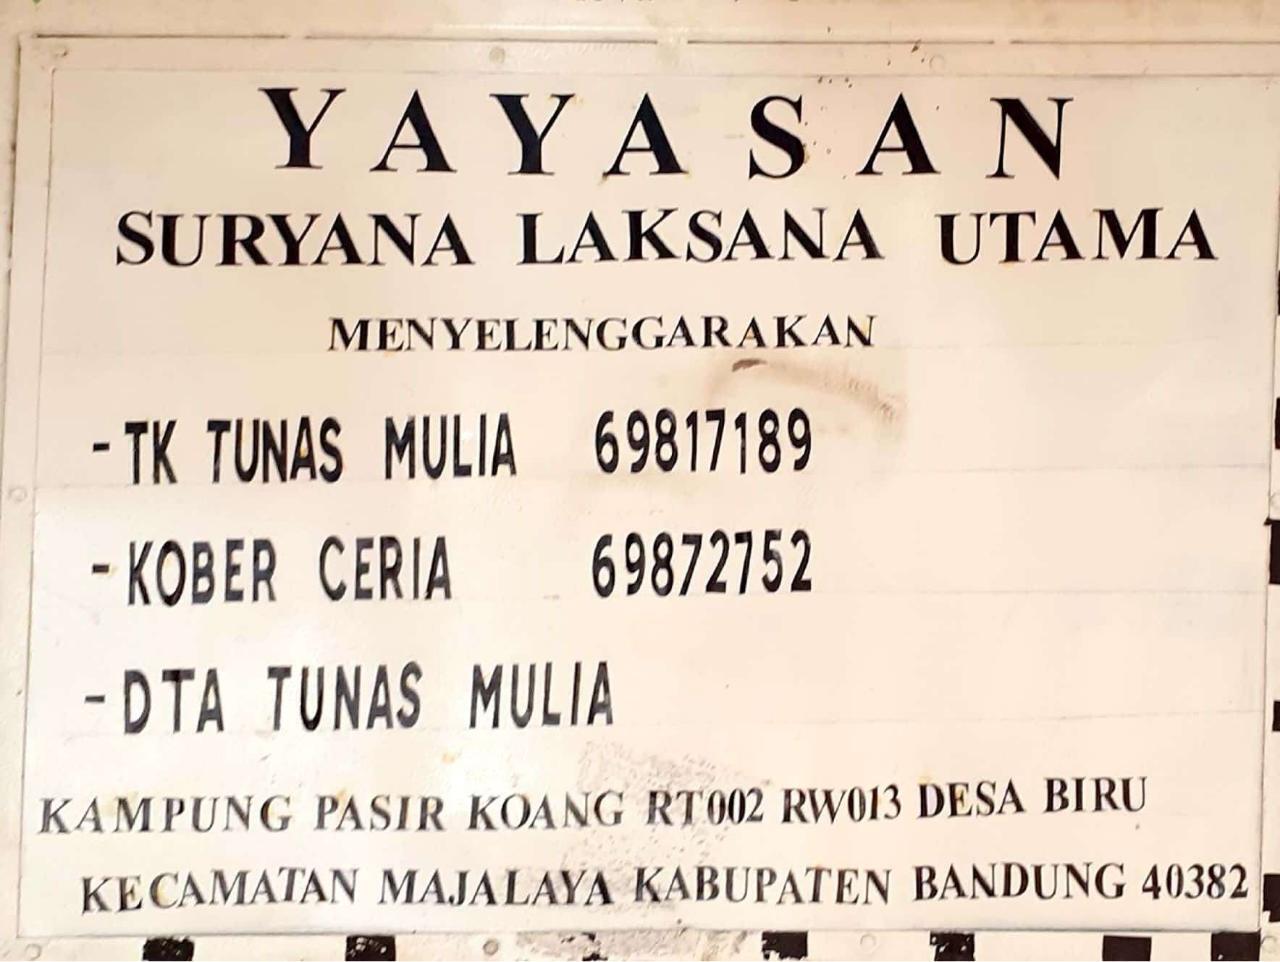 YAYASAN
SURYANA LAKSANA UTAMA
MENYELENGGARAKAN
-TK TUNAS MULIA 69817189
-KOBER CERIA 69872752
-DTA TUNAS MULIA
KAMPUNG PASIR KOANG RT002 RW013 DESA BIRU
KECAMATAN MAJALAYA KABUPATEN BANDUNG 40382